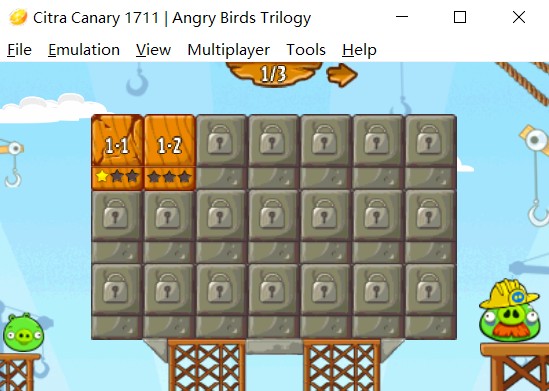 Citra Canary 1711 | Angry Birds Trilogy
File Emulation View Multiplayer Tools Help
1/3
1-1 1-2